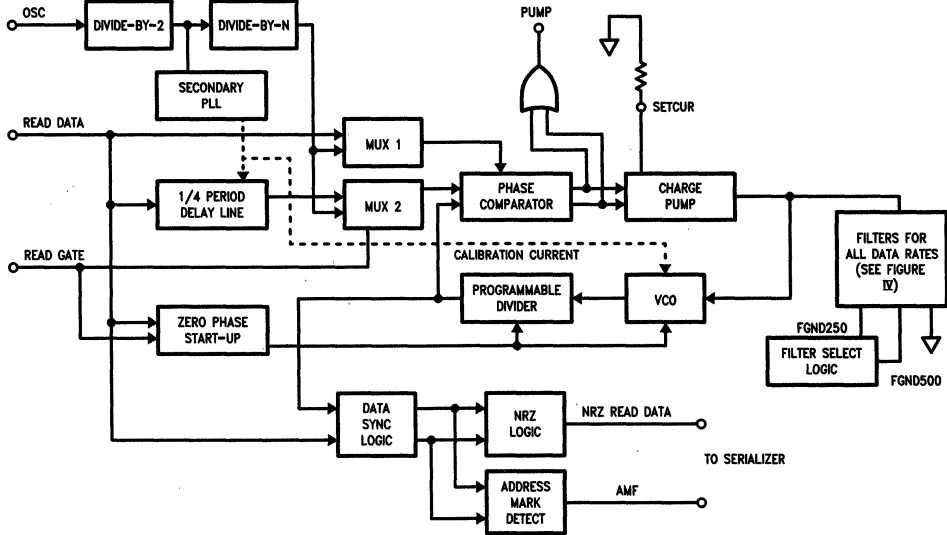 OSC
DIVIDE-BY-2
DIVIDE-BY-N
PUMP
SECONDARY
PLL
SETCUR
READ DATA
MUX 1
1/4 PERIOD
DELAY LINE
MUX 2
PHASE
COMPARATOR
CHARGE
PUMP
READ GATE
CALIBRATION CURRENT
FILTERS FOR
ALL DATA RATES
(SEE FIGURE
IV)
PROGRAMMABLE
DIVIDER
VCO
ZERO PHASE
START-UP
FGND250
FILTER SELECT
LOGIC
FGND500
DATA
SYNC
LOGIC
NRZ
LOGIC
NRZ READ DATA
TO SERIALIZER
ADDRESS
MARK
DETECT
AMF